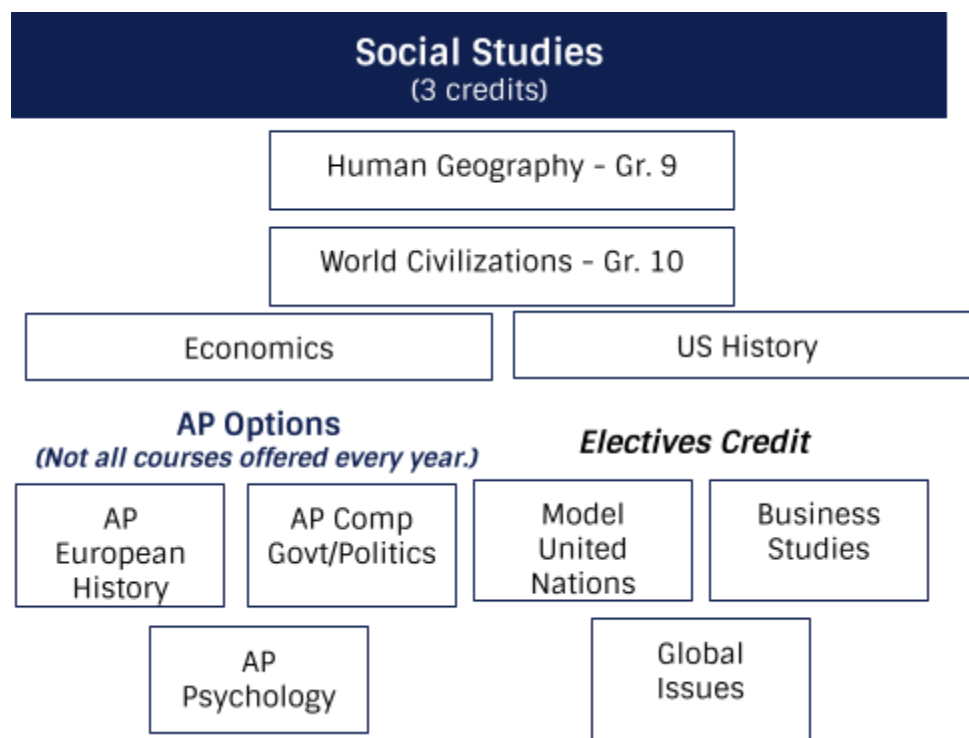 Social Studies
(3 credits)
Human Geography - Gr. 9
World Civilizations - Gr. 10
Economics
US History
AP Options
(Not all courses offered every year.)
Electives Credit
AP
European
History
AP Comp
Govt/Politics
Model
United
Nations
Business
Studies
AP
Psychology
Global
Issues